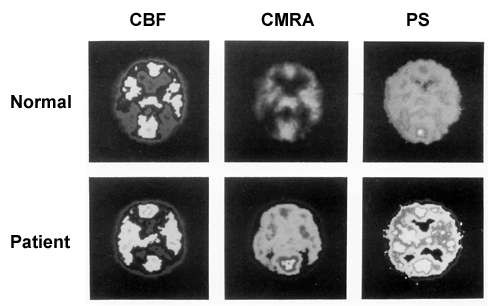 CBF CMRA PS
Normal
Patient